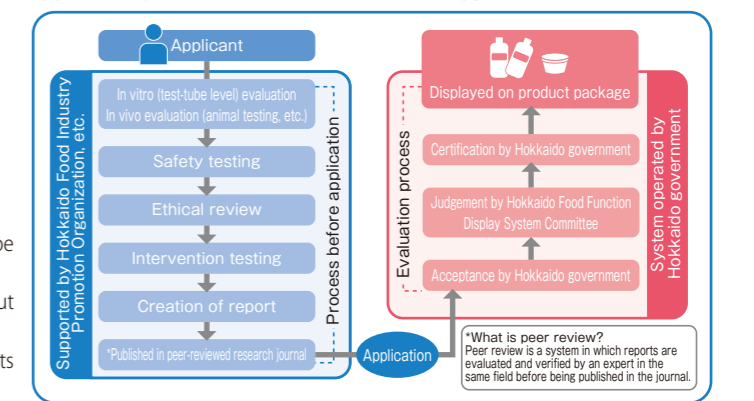 Applicant
In vitro (test-tube level) evaluation
In vivo evaluation (animal testing, etc.)
Safety testing
Ethical review
Intervention testing
Creation of report
*Published in peer-reviewed research journal
Supported by Hokkaido Food Industry
Promotion Organization, etc.
Process before application
Application
Displayed on product package
Certification by Hokkaido government
Judgement by Hokkaido Food Function
Display System Committee
Acceptance by Hokkaido government
Evaluation process
System operated by
Hokkaido government
*What is peer review?
Peer review is a system in which reports are
evaluated and verified by an expert in the
same field before being published in the journal.